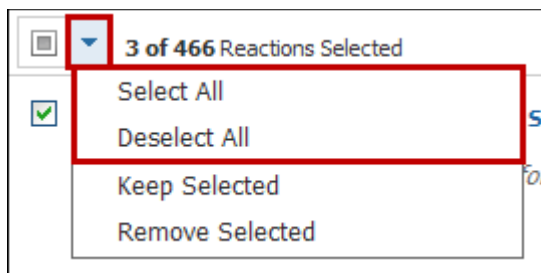 3 of 466 Reactions Selected
Select All
Deselect All
Keep Selected
Remove Selected